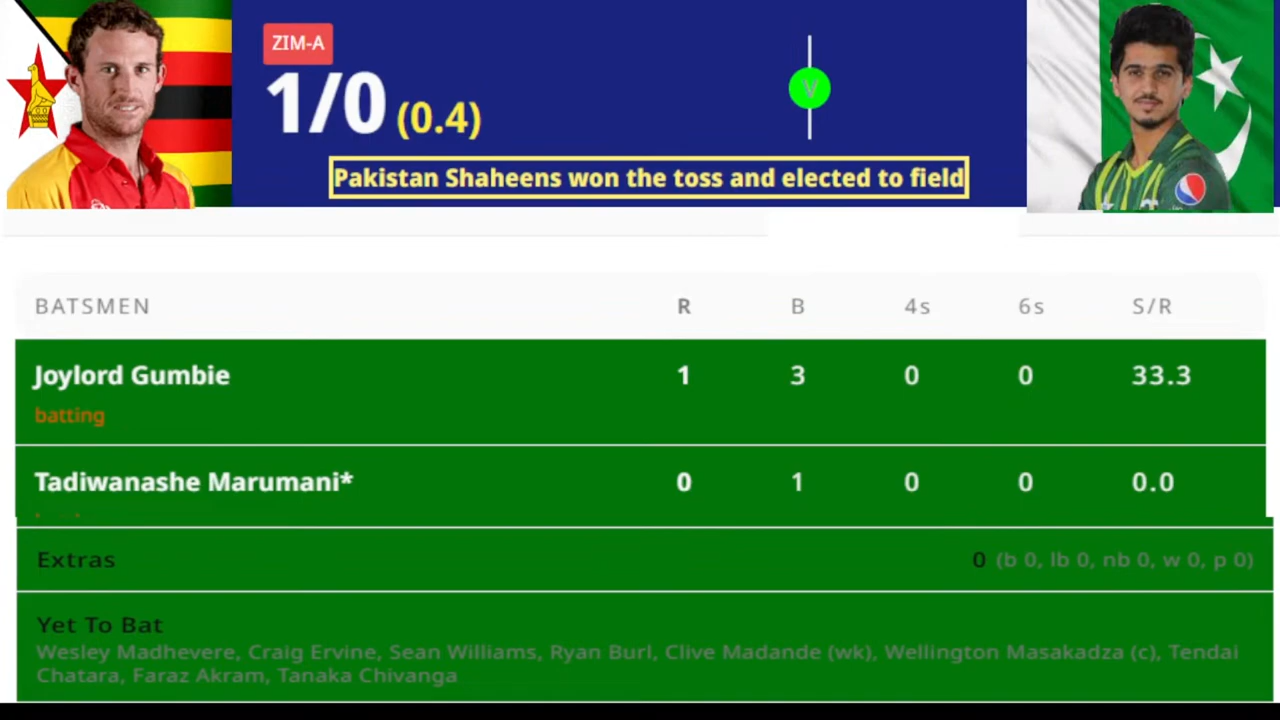 ZIM-A
1/0 (0.4)
V
Pakistan Shaheens won the toss and elected to field
BATSMEN R B 4s 6s S/R
Joylord Gumbie 1 3 0 0 33.3
batting
Tadiwanashe Marumani* 0 1 0 0 0.0
Extras 0 (b 0, lb 0, nb 0, w 0, p 0)
Yet To Bat
Wesley Madhevere, Craig Ervine, Sean Williams, Ryan Burl, Clive Madande (wk), Wellington Masakadza (c), Tendai
Chatara, Faraz Akram, Tanaka Chivanga